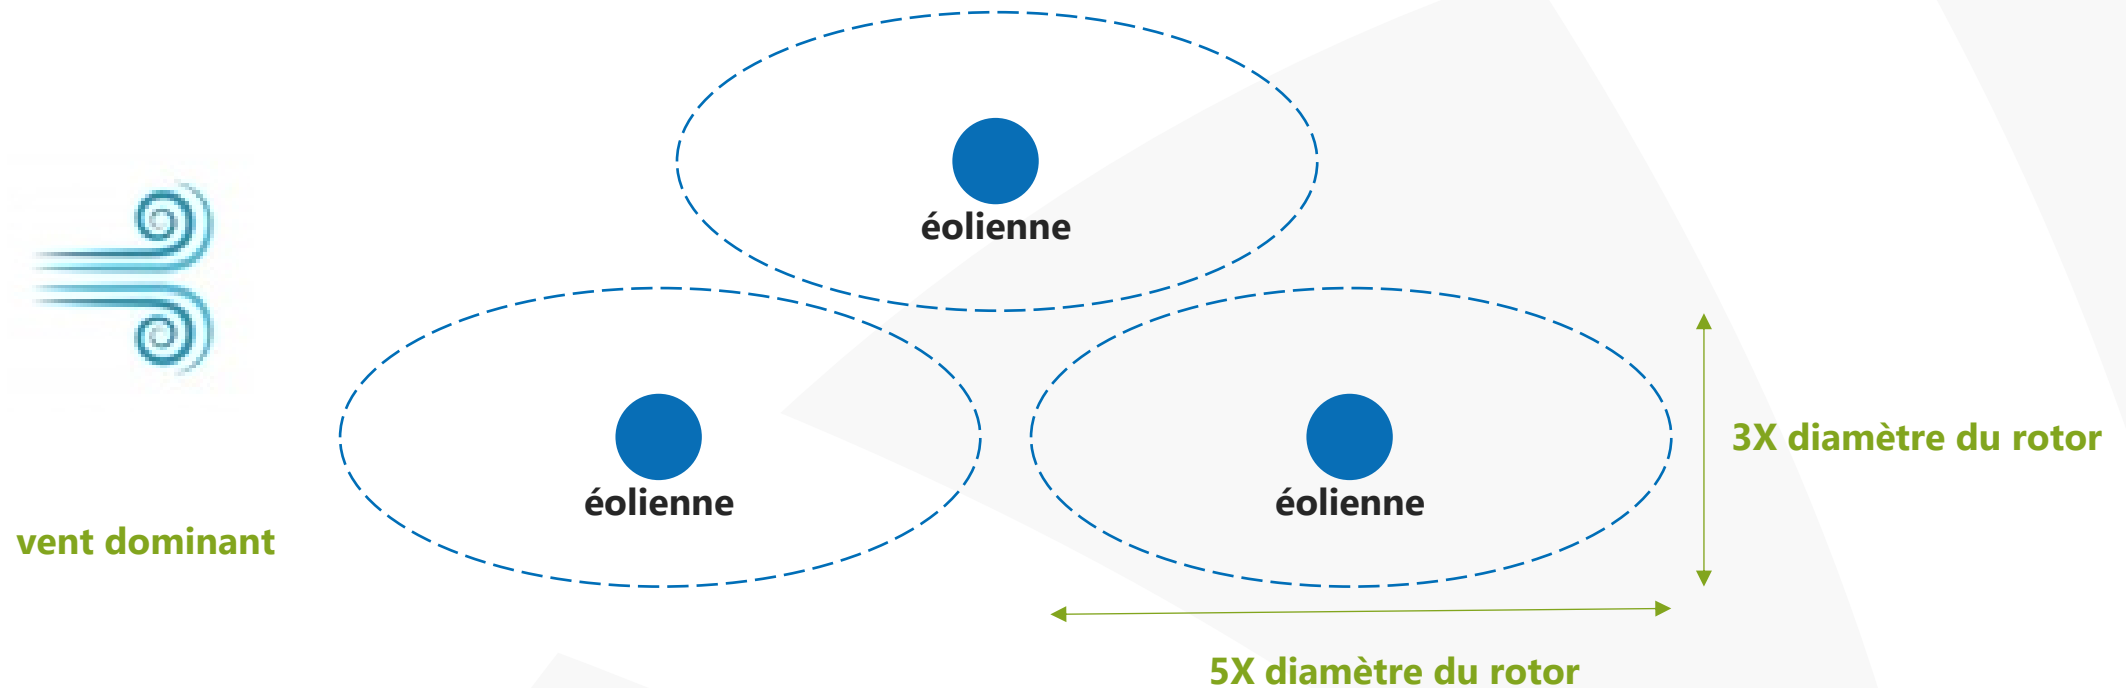 éolienne
éolienne
éolienne
3X diamètre du rotor
vent dominant
5X diamètre du rotor